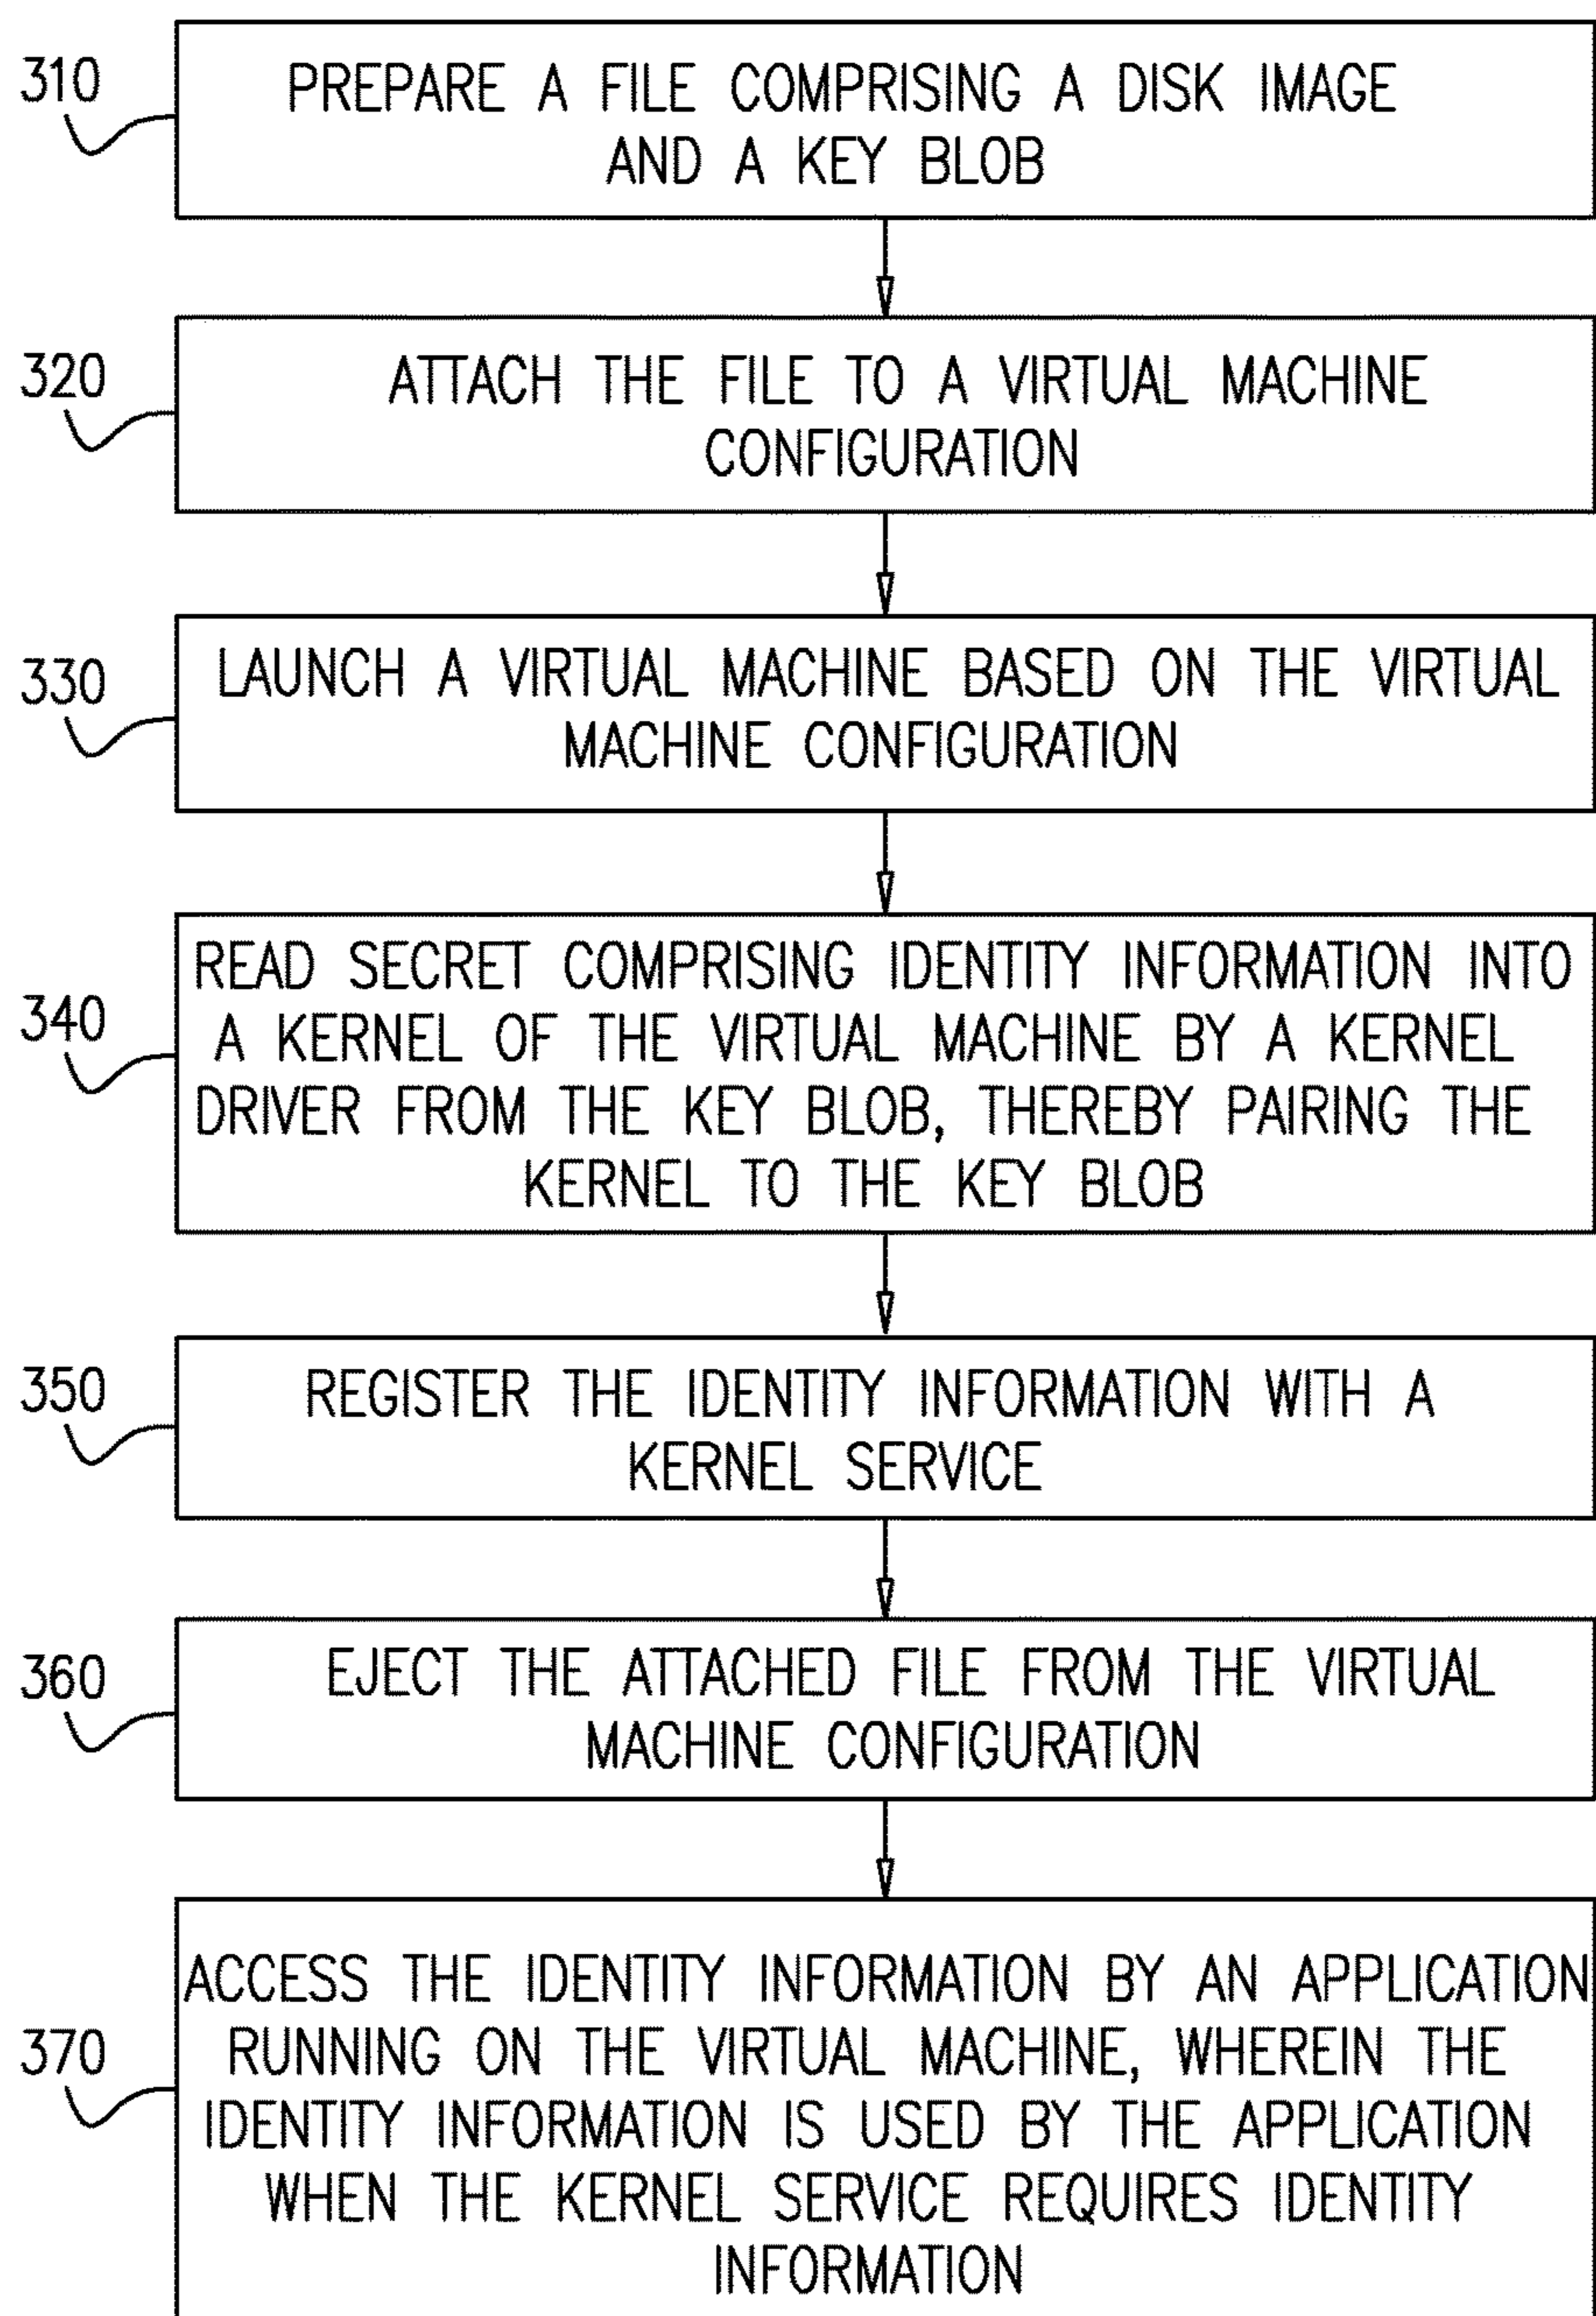 310
PREPARE A FILE COMPRISING A DISK IMAGE
AND A KEY BLOB
320
ATTACH THE FILE TO A VIRTUAL MACHINE
CONFIGURATION
330
LAUNCH A VIRTUAL MACHINE BASED ON THE VIRTUAL
MACHINE CONFIGURATION
340
READ SECRET COMPRISING IDENTITY INFORMATION INTO
A KERNEL OF THE VIRTUAL MACHINE BY A KERNEL
DRIVER FROM THE KEY BLOB, THEREBY PAIRING THE
KERNEL TO THE KEY BLOB
350
REGISTER THE IDENTITY INFORMATION WITH A
KERNEL SERVICE
360
EJECT THE ATTACHED FILE FROM THE VIRTUAL
MACHINE CONFIGURATION
370
ACCESS THE IDENTITY INFORMATION BY AN APPLICATION
RUNNING ON THE VIRTUAL MACHINE, WHEREIN THE
IDENTITY INFORMATION IS USED BY THE APPLICATION
WHEN THE KERNEL SERVICE REQUIRES IDENTITY
INFORMATION